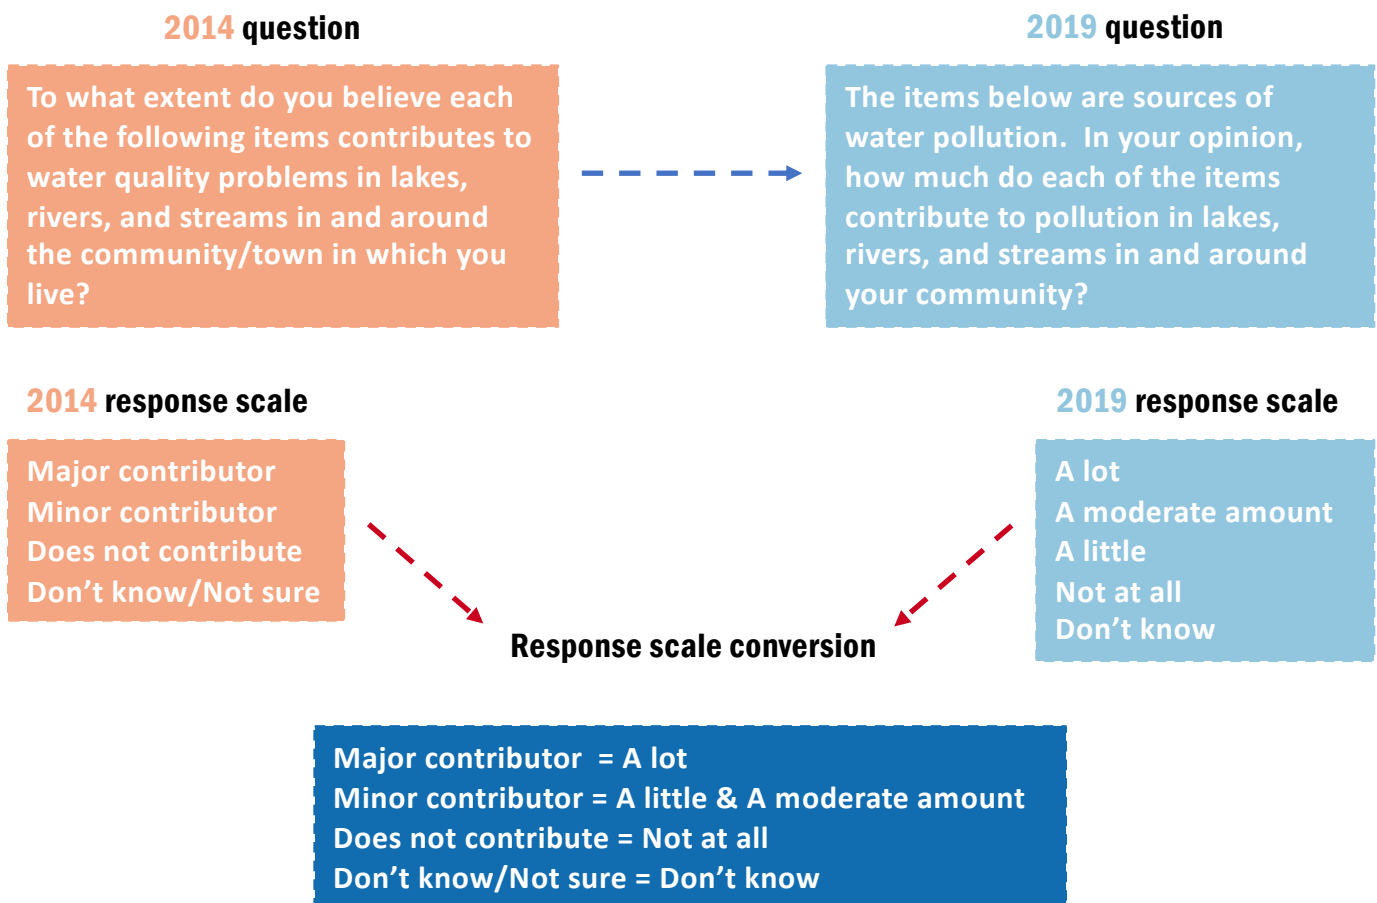 2014 question
To what extent do you believe each
of the following items contributes to
water quality problems in lakes,
rivers, and streams in and around
the community/town in which you
live?
2019 question
The items below are sources of
water pollution.  In your opinion,
how much do each of the items
contribute to pollution in lakes,
rivers, and streams in and around
your community?
2014 response scale
Major contributor
Minor contributor
Does not contribute
Don’t know/Not sure
2019 response scale
A lot
A moderate amount
A little
Not at all
Don’t know
Response scale conversion
Major contributor  = A lot
Minor contributor = A little & A moderate amount
Does not contribute = Not at all
Don’t know/Not sure = Don’t know